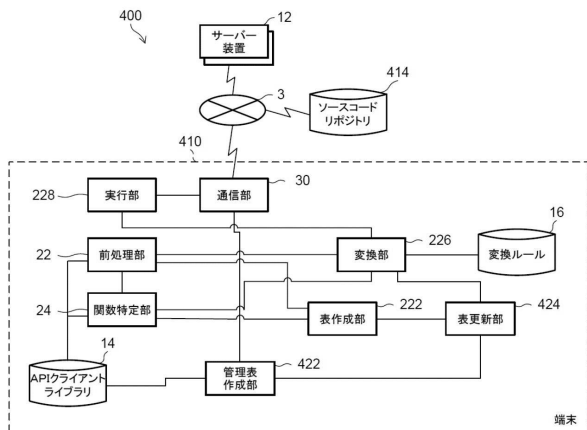 400
12
サーバー
装置
3
414
ソースコード
リポジトリ
410
228
実行部
通信部
30
16
22
前処理部
変換部
226
変換ルール
24
関数特定部
表作成部
222
表更新部
424
14
APIクライアント
ライブラリ
管理表
作成部
422
端末